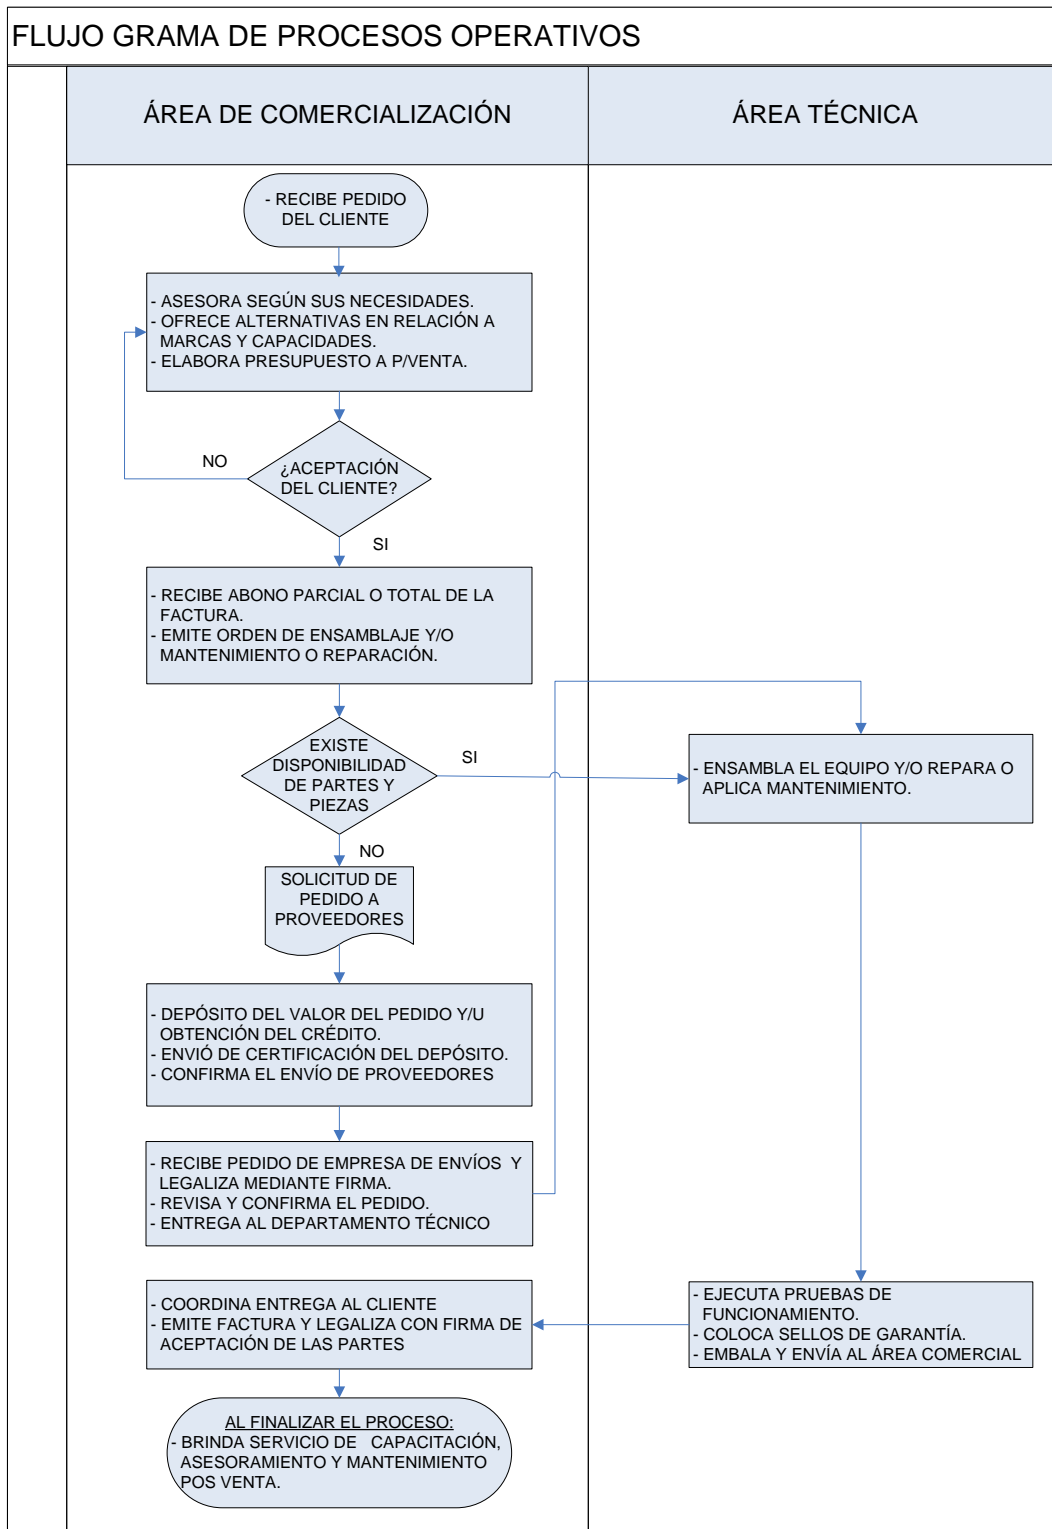 FLUJO GRAMA DE PROCESOS OPERATIVOS
ÁREA DE COMERCIALIZACIÓN
ÁREA TÉCNICA
- RECIBE PEDIDO
DEL CLIENTE
- ASESORA SEGÚN SUS NECESIDADES.
- OFRECE ALTERNATIVAS EN RELACIÓN A
MARCAS Y CAPACIDADES.
- ELABORA PRESUPUESTO A P/VENTA.
NO
¿ACEPTACIÓN
DEL CLIENTE?
SI
- RECIBE ABONO PARCIAL O TOTAL DE LA
FACTURA.
- EMITE ORDEN DE ENSAMBLAJE Y/O
MANTENIMIENTO O REPARACIÓN.
EXISTE
DISPONIBILIDAD
DE PARTES Y
PIEZAS
SI
- ENSAMBLA EL EQUIPO Y/O REPARA O
APLICA MANTENIMIENTO.
NO
SOLICITUD DE
PEDIDO A
PROVEEDORES
- DEPÓSITO DEL VALOR DEL PEDIDO Y/U
OBTENCIÓN DEL CRÉDITO.
- ENVIÓ DE CERTIFICACIÓN DEL DEPÓSITO.
- CONFIRMA EL ENVÍO DE PROVEEDORES
- RECIBE PEDIDO DE EMPRESA DE ENVÍOS Y
LEGALIZA MEDIANTE FIRMA.
- REVISA Y CONFIRMA EL PEDIDO.
- ENTREGA AL DEPARTAMENTO TÉCNICO
- EJECUTA PRUEBAS DE
FUNCIONAMIENTO.
- COLOCA SELLOS DE GARANTÍA.
- EMBALA Y ENVÍA AL ÁREA COMERCIAL
- COORDINA ENTREGA AL CLIENTE
- EMITE FACTURA Y LEGALIZA CON FIRMA DE
ACEPTACIÓN DE LAS PARTES
AL FINALIZAR EL PROCESO:
- BRINDA SERVICIO DE CAPACITACIÓN,
ASESORAMIENTO Y MANTENIMIENTO
POS VENTA.